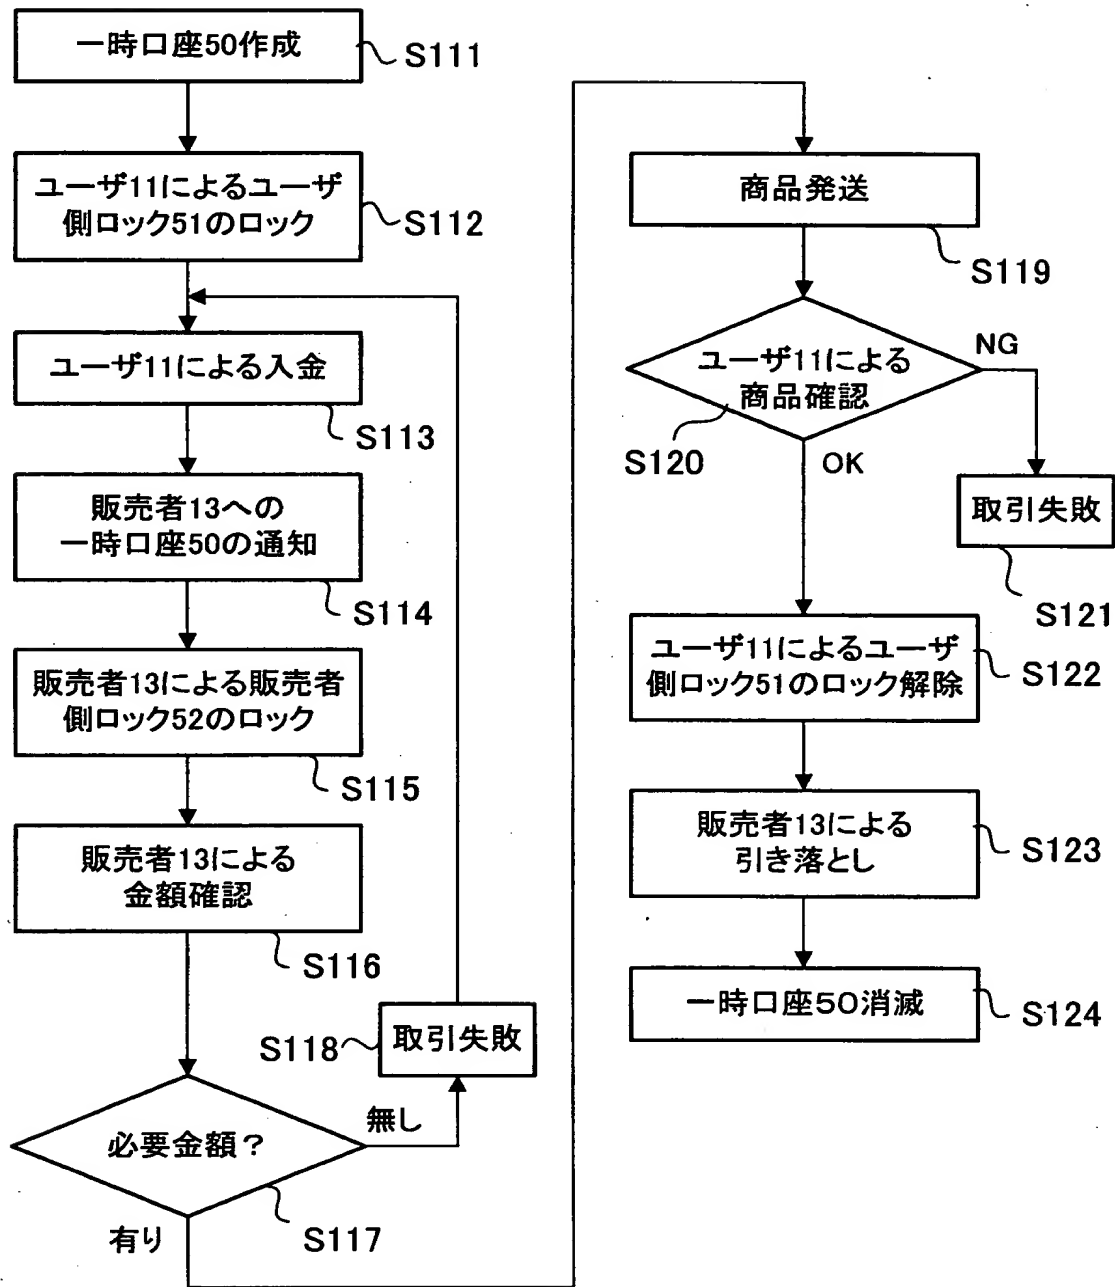 一時口座50作成
S111
ユーザ11によるユーザ
側ロック51のロック
S112
ユーザ11による入金
S113
販売者13への
一時口座50の通知
S114
販売者13による販売者
側ロック52のロック
S115
販売者13による
金額確認
S116
S118
取引失敗
必要金額？
無し
有り
S117
商品発送
S119
ユーザ11による
商品確認
NG
S120
OK
取引失敗
S121
ユーザ11によるユーザ
側ロック51のロック解除
S122
販売者13による
引き落とし
S123
一時口座50消滅
S124